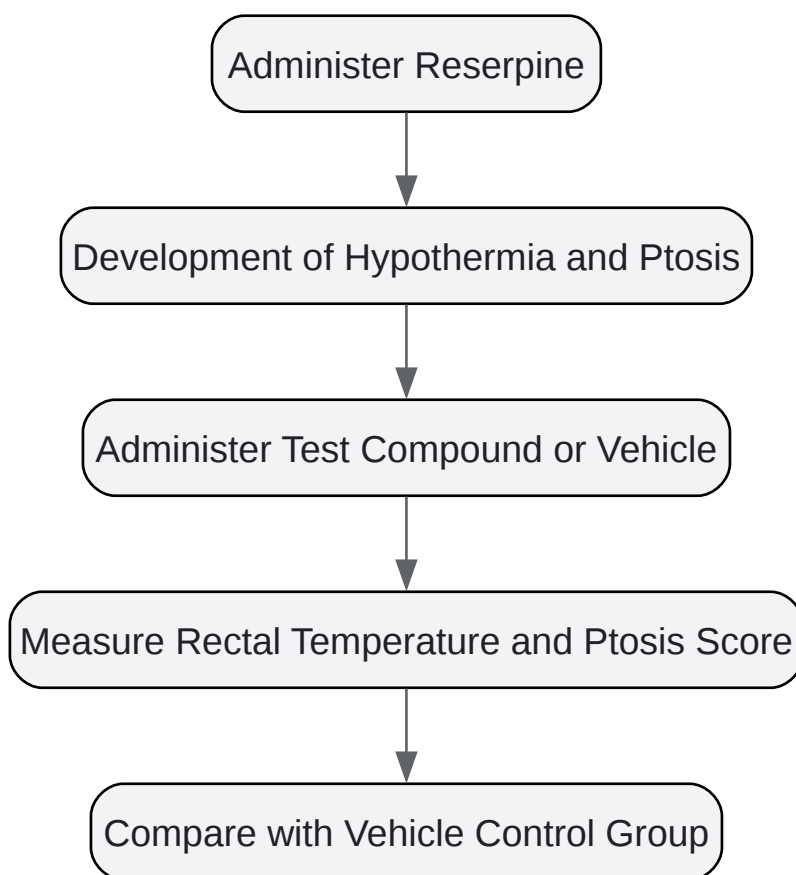 Administer Reserpine
Development of Hypothermia and Ptosis
Administer Test Compound or Vehicle
Measure Rectal Temperature and Ptosis Score
Compare with Vehicle Control Group